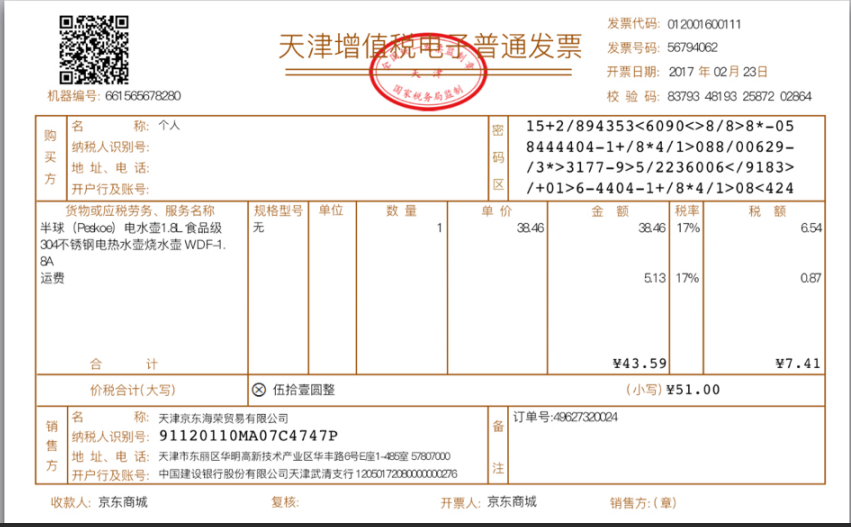 天津增值税电子普通发票
全国统一发票监制章
天津
国家税务局监制
发票代码: 012001600111
发票号码: 56794062
开票日期: 2017 年 02月 23日
校 验 码: 83793 48193 25872 02864
机器编号: 661565678280
购买方
名 称: 个人
纳税人识别号:
地 址、电 话:
开户行及账号:
密码区
15+2/894353<6090<>8/8>8*-05
8444404-1+/8*4/1>088/00629-
/3*>3177-9>5/2236006</9183>
/+01>6-4404-1+/8*4/1>08<424
货物或应税劳务、服务名称 规格型号 单位 数 量 单 价 金 额 税率 税 额
半球（Peskoe）电水壶1.8L 食品级 无 1 38.46 38.46 17% 6.54
304不锈钢电热水壶烧水壶 WDF-1.
8A
运费 5.13 17% 0.87
合 计 ¥43.59 ¥7.41
价税合计(大写) ⊗ 伍拾壹圆整 (小写) ¥51.00
销售方
名 称: 天津京东海荣贸易有限公司
纳税人识别号: 91120110MA07C4747P
地 址、电 话: 天津市东丽区华明高新技术产业区华丰路6号E座1-485室 57807000
开户行及账号: 中国建设银行股份有限公司天津武清支行 12050172080000000276
备注
订单号:49627320024
收款人: 京东商城 复核: 开票人: 京东商城 销售方: (章)